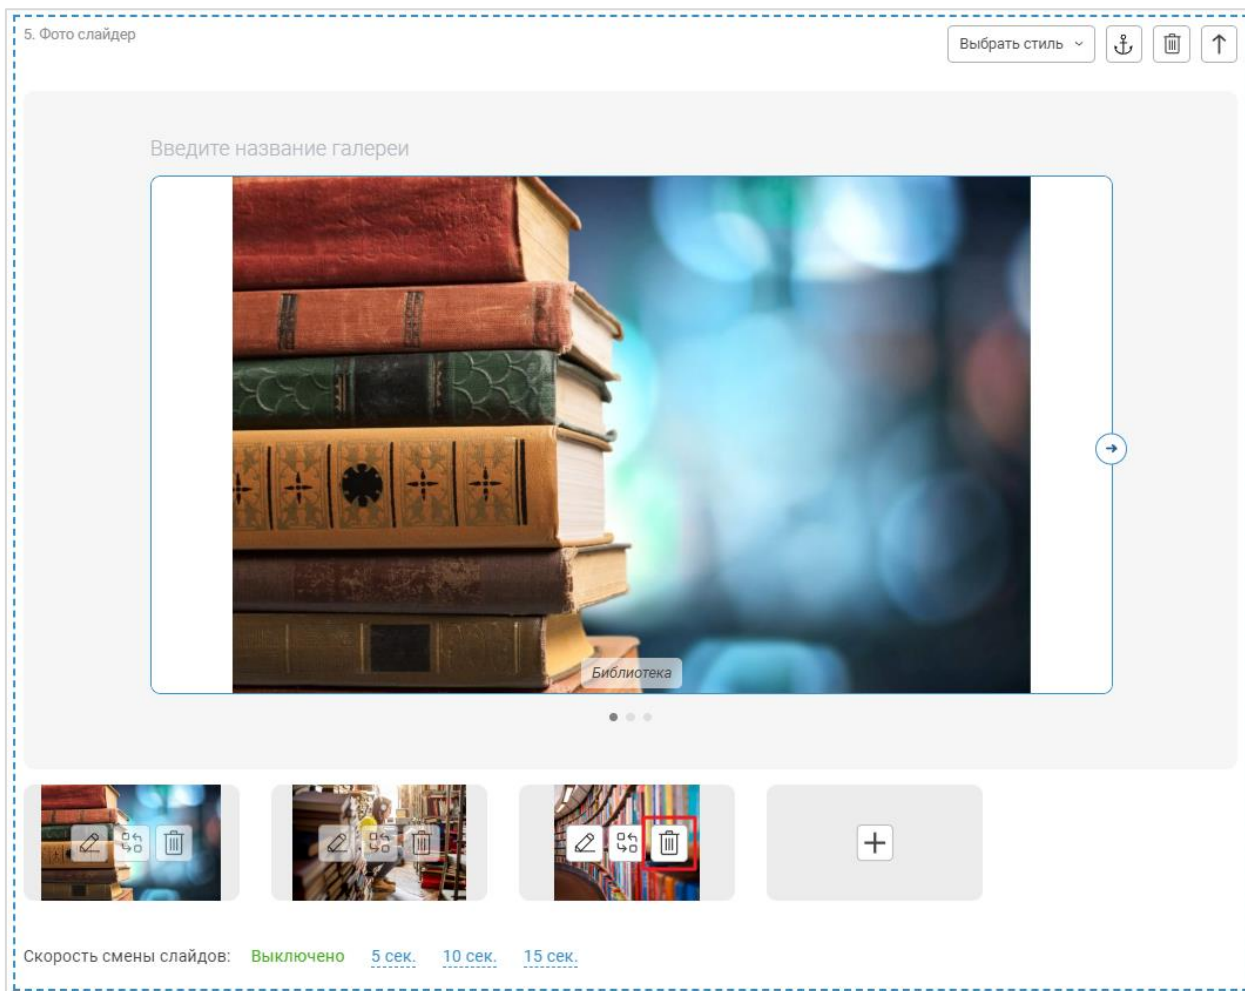 5. Фото слайдер
Выбрать стиль
Введите название галереи
Библиотека
Скорость смены слайдов: Выключено 5 сек. 10 сек. 15 сек.